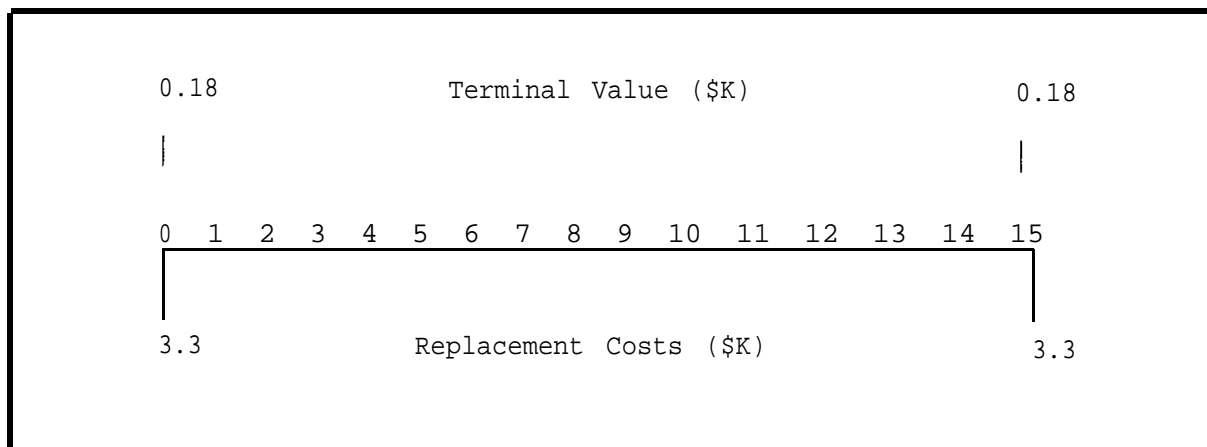 0.18 Terminal Value ($K) 0.18
0 1 2 3 4 5 6 7 8 9 10 11 12 13 14 15
3.3 Replacement Costs ($K) 3.3